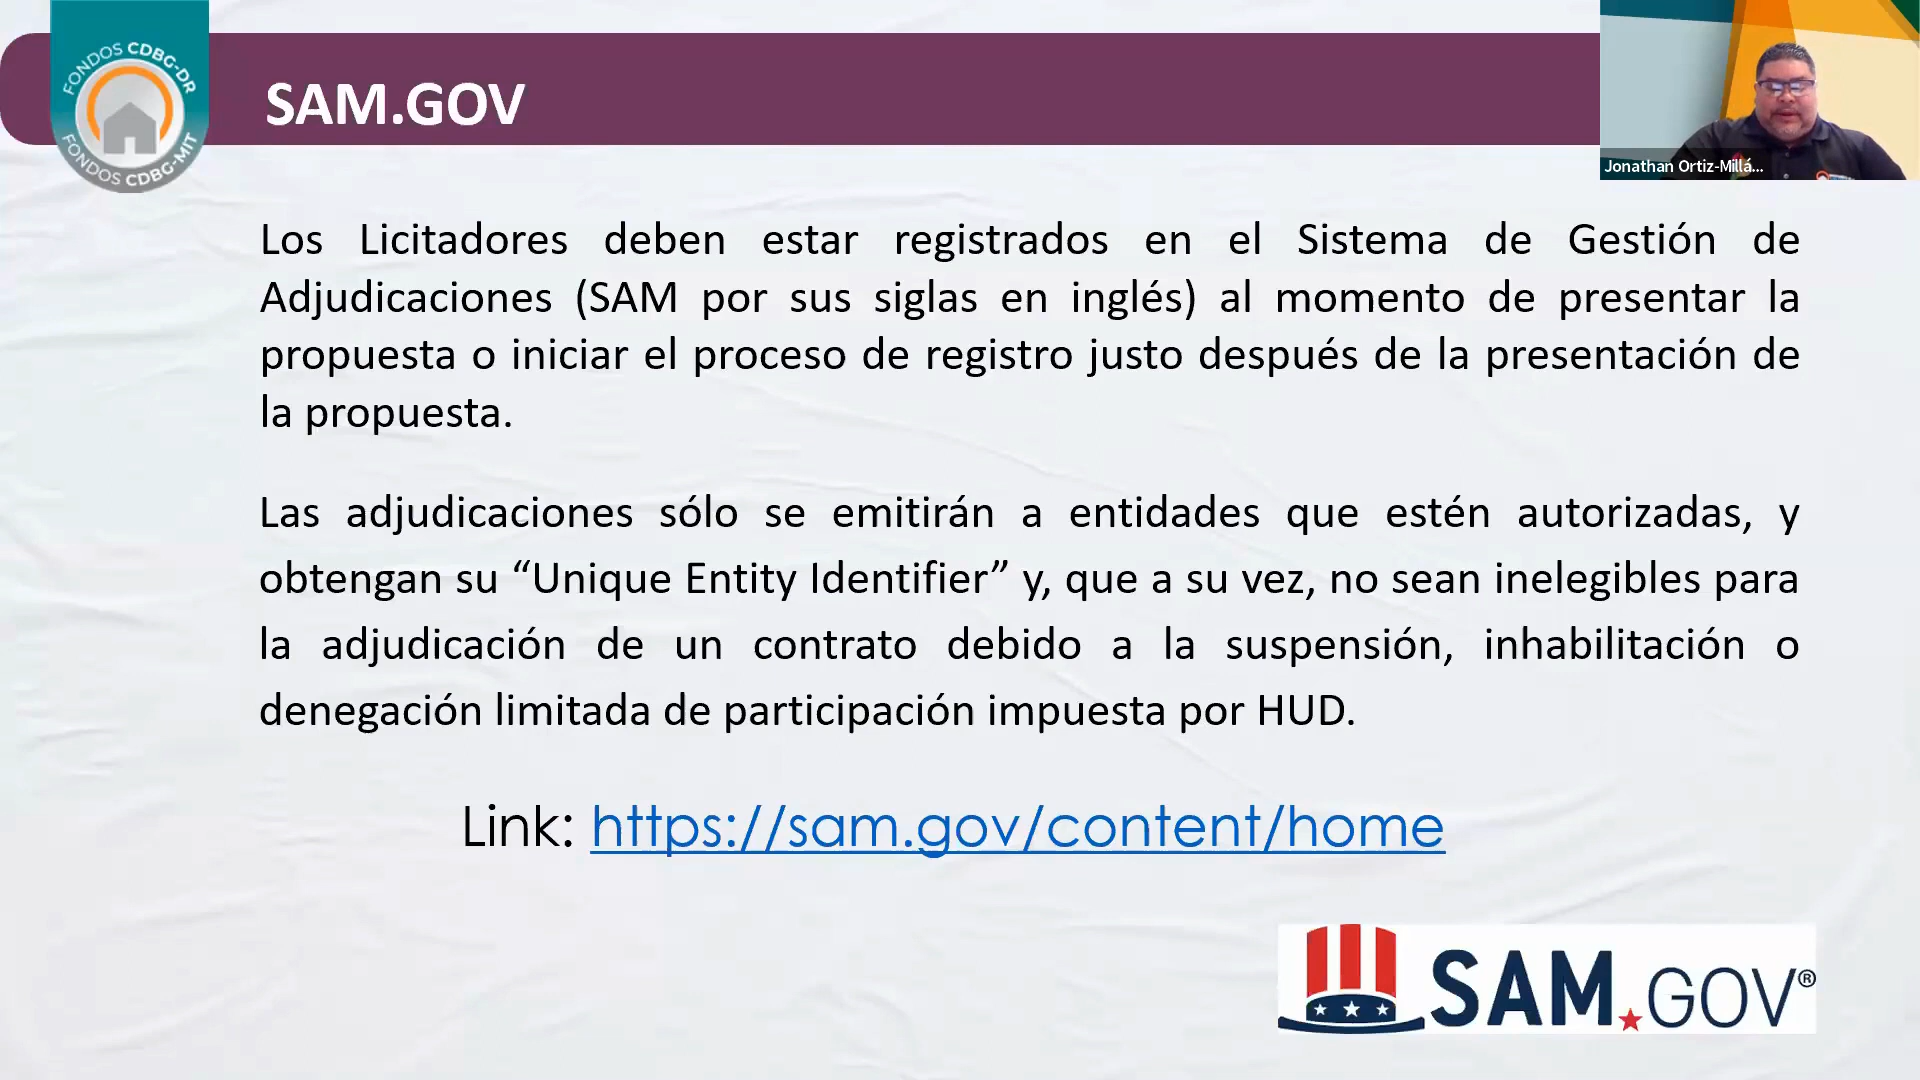 FONDOS CDBG-DR
FONDOS CDBG-MIT
SAM.GOV
Jonathan Ortiz-Millá...
Los Licitadores deben estar registrados en el Sistema de Gestión de
Adjudicaciones (SAM por sus siglas en inglés) al momento de presentar la
propuesta o iniciar el proceso de registro justo después de la presentación de
la propuesta.
Las adjudicaciones sólo se emitirán a entidades que estén autorizadas, y
obtengan su “Unique Entity Identifier” y, que a su vez, no sean inelegibles para
la adjudicación de un contrato debido a la suspensión, inhabilitación o
denegación limitada de participación impuesta por HUD.
Link: https://sam.gov/content/home
SAM.GOV®